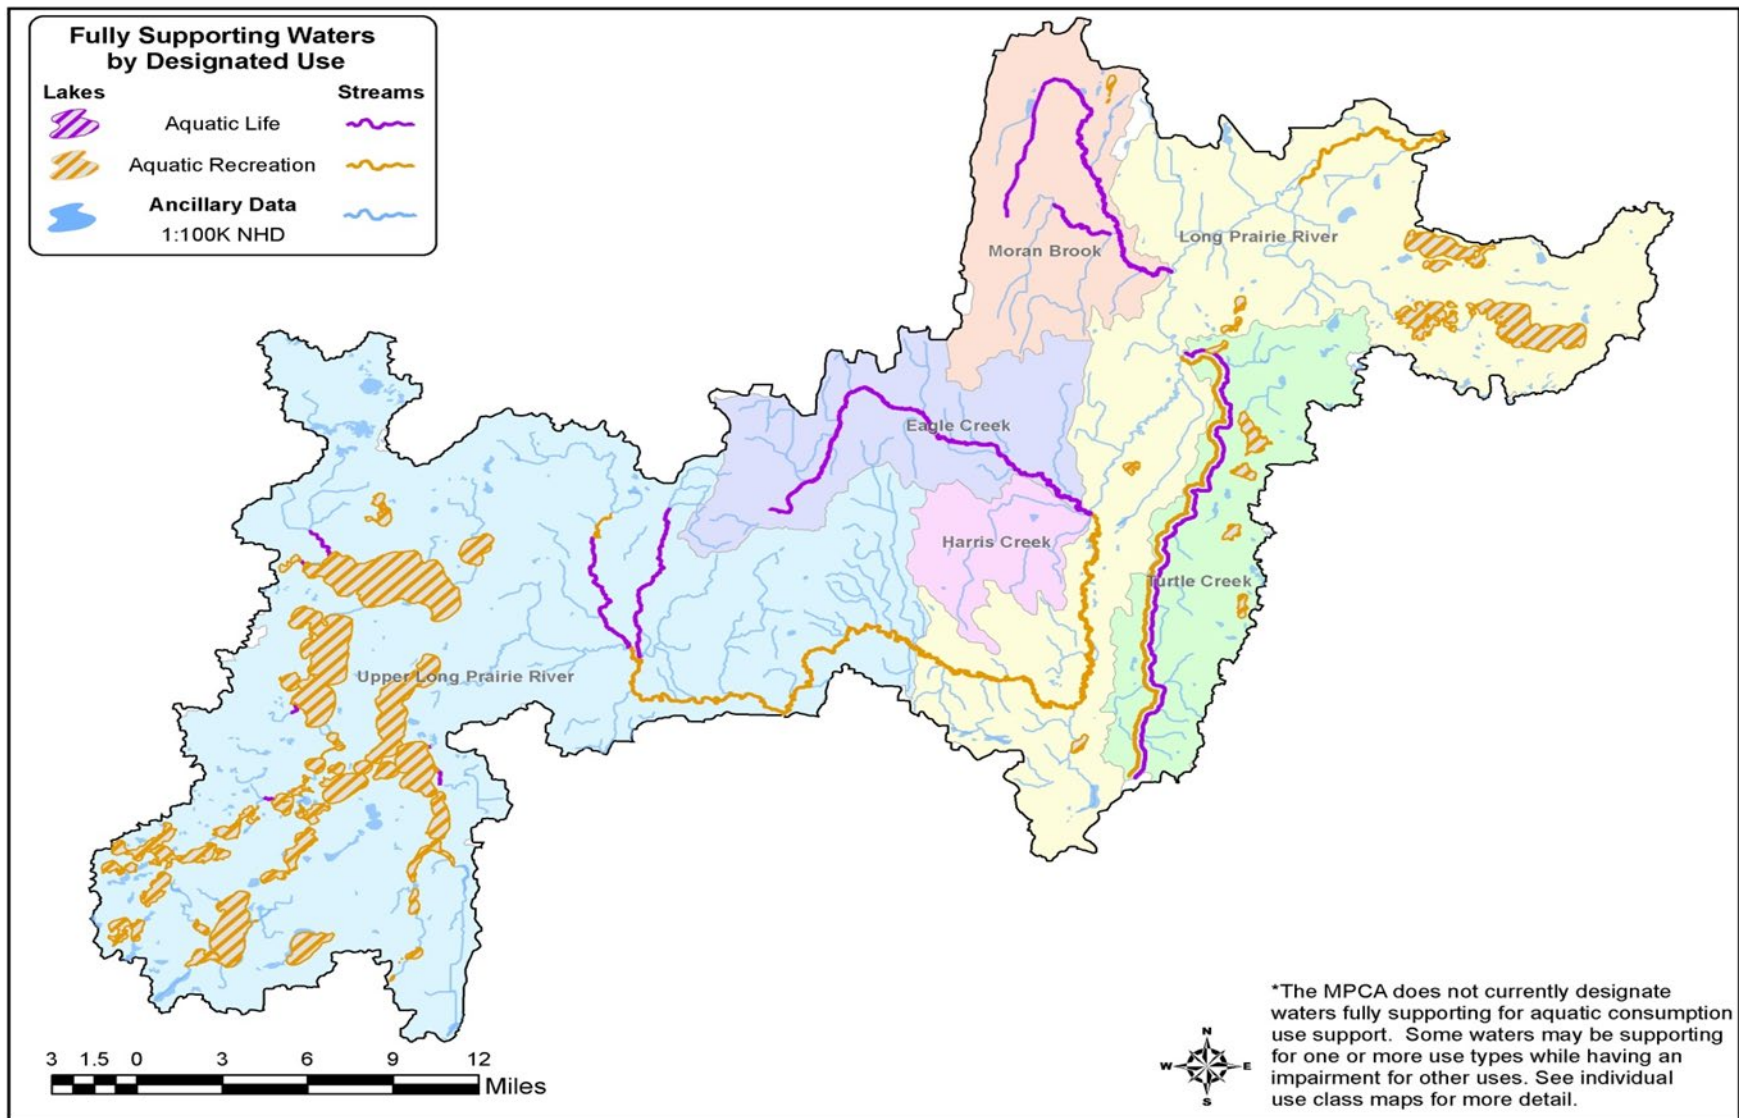 Fully Supporting Waters
by Designated Use
Lakes Streams
Aquatic Life
Aquatic Recreation
Ancillary Data
1:100K NHD
Moran Brook
Long Prairie River
Eagle Creek
Harris Creek
Turtle Creek
Upper Long Prairie River
3 1.5 0 3 6 9 12
Miles
N
W E
S
*The MPCA does not currently designate
waters fully supporting for aquatic consumption
use support. Some waters may be supporting
for one or more use types while having an
impairment for other uses. See individual
use class maps for more detail.